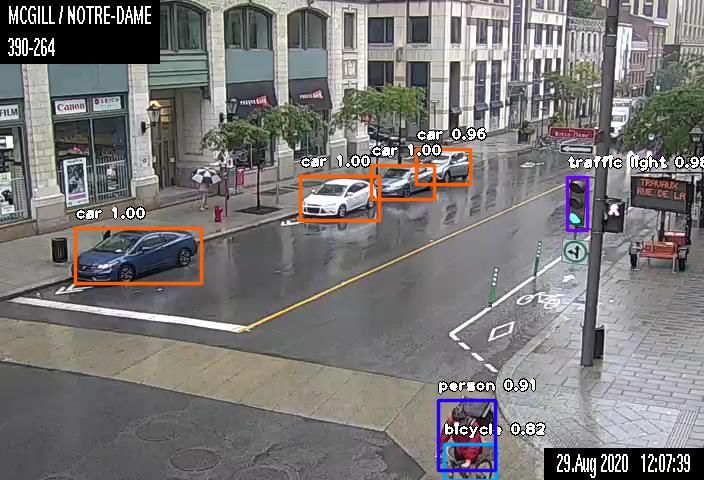 MCGILL / NOTRE-DAME
390-264
FILM
Canon
car 1.00
car 1.00
car 1.00
car 0.96
traffic light 0.98
TRAVAUX
RUE DE LA
person 0.91
bicycle 0.82
29.Aug 2020 12:07:39